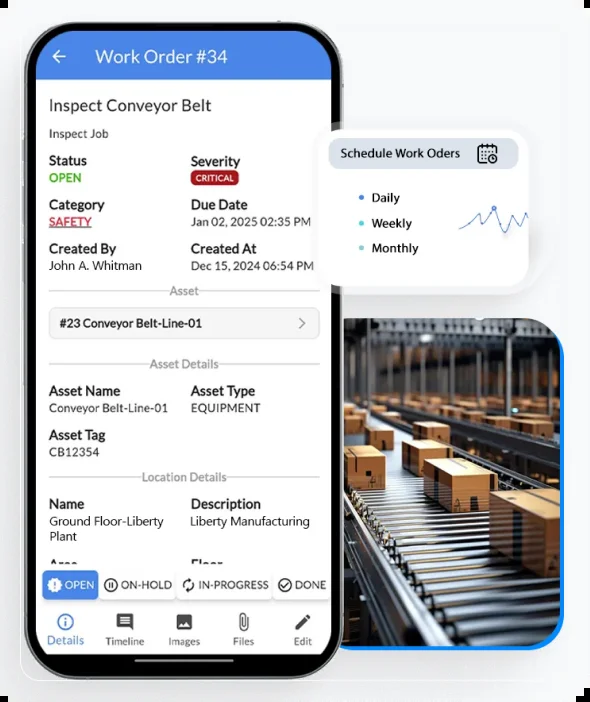 Work Order #34
Inspect Conveyor Belt
Inspect Job
Status
OPEN
Severity
CRITICAL
Category
SAFETY
Due Date
Jan 02, 2025 02:35 PM
Created By
John A. Whitman
Created At
Dec 15, 2024 06:54 PM
Asset
#23 Conveyor Belt-Line-01
Asset Details
Asset Name
Conveyor Belt-Line-01
Asset Type
EQUIPMENT
Asset Tag
CB12354
Location Details
Name
Ground Floor-Liberty
Plant
Description
Liberty Manufacturing
OPEN
ON-HOLD
IN-PROGRESS
DONE
Details
Timeline
Images
Files
Edit
Schedule Work Oders
Daily
Weekly
Monthly